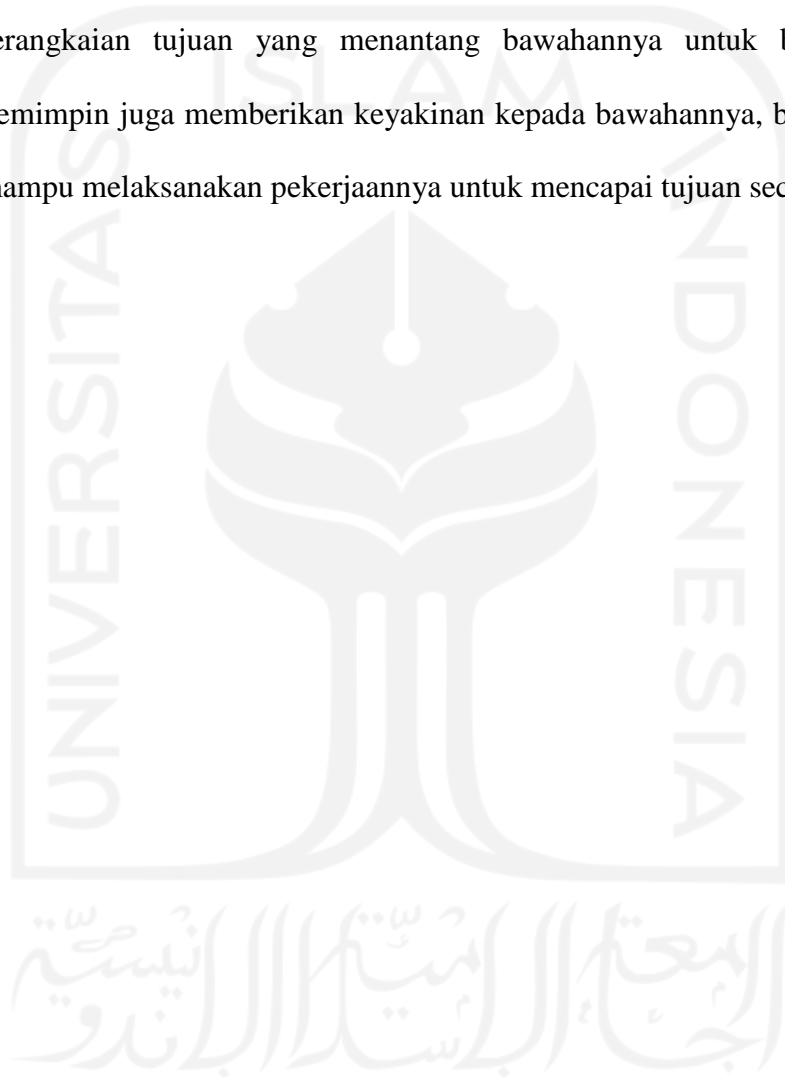 erangkaian tujuan yang menantang bawahannya untuk b
emimpin juga memberikan keyakinan kepada bawahannya, b
ampu melaksanakan pekerjaannya untuk mencapai tujuan sec
ISLAM
UNIVERSITAS
INDONESIA